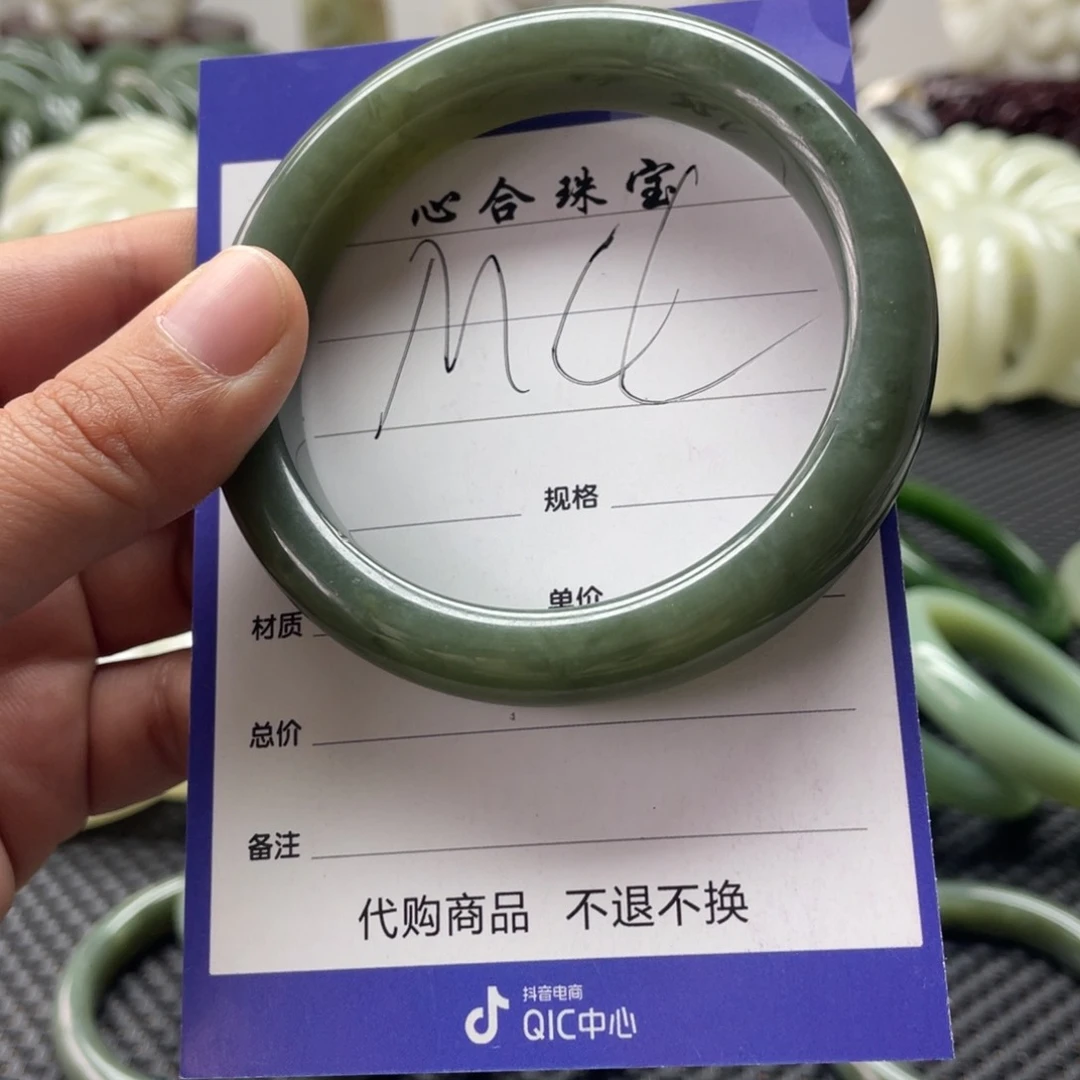 心合珠宝
规格
单价
材质
总价
备注
代购商品 不退不换
抖音电商
QIC中心